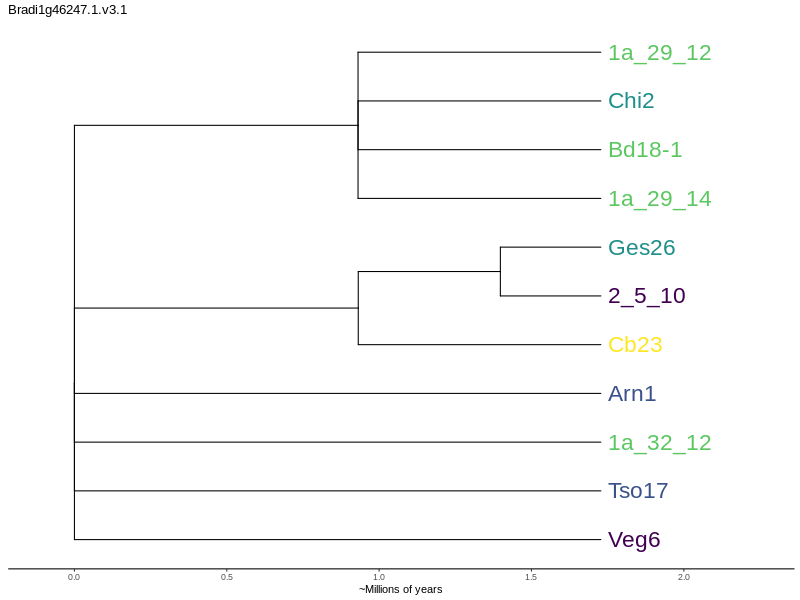 Bradi1g46247.1.v3.1
1a_29_12
Chi2
Bd18-1
1a_29_14
Ges26
2_5_10
Cb23
Arn1
1a_32_12
Tso17
Veg6
0.0 0.5 1.0 1.5 2.0
~Millions of years